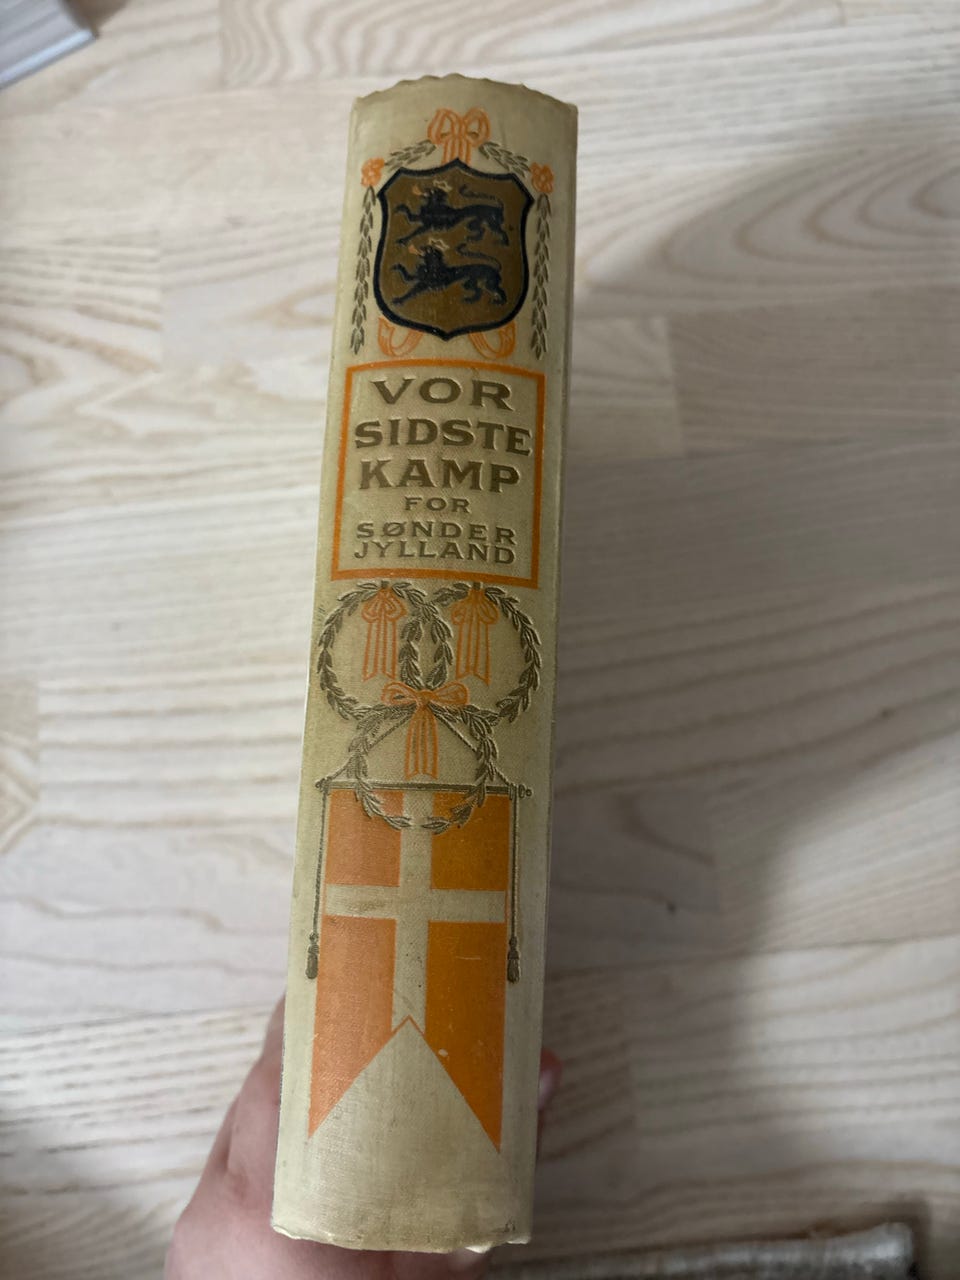 VOR
SIDSTE
KAMP
FOR
SØNDER
JYLLAND